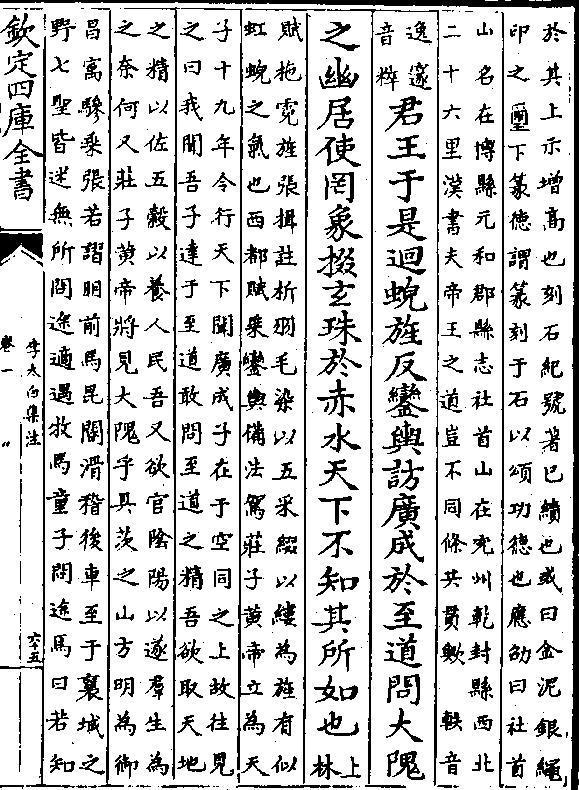 於其上示增高也刻石紀號著已績也或曰金泥銀繩
印之璽下篆德謂篆刻于石以頌功德也應劭曰社首
山名在博縣元和郡縣志社首山在兖州乾封縣西北
二十六里漢書夫帝王之道豈不同條共貫歟　軼音
逸邃
音粹
君王于是迴蜺旌反鑾輿訪廣成於至道問大隗
之幽居使罔象掇玄珠於赤水天下不知其所如也
上
林
賦拖霓旌張揖註析羽毛染以五采綴以縷為旌有似
虹蜺之氣也西都賦乘鑾輿備法駕莊子黄帝立為天
子十九年令行天下聞廣成子在于空同之上故往見
之曰我聞吾子達于至道敢問至道之精吾欲取天地
之精以佐五穀以養人民吾又欲官陰陽以遂羣生為
之奈何又莊子黄帝將見大隗乎具茨之山方明為御
昌㝢驂乘張若謵朋前馬昆閽滑稽後車至于襄城之
野七聖皆迷無所問途適遇牧馬童子問途馬曰若知
欽定四庫全書
李太白集注
卷一
六十五